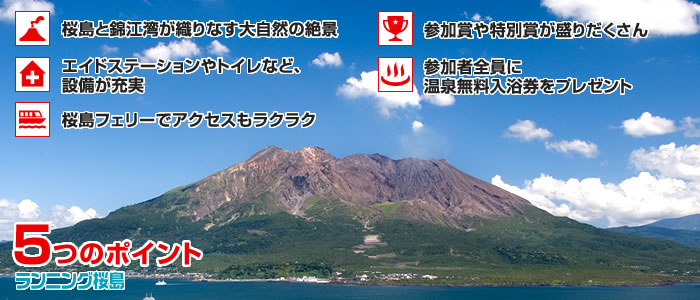 桜島と錦江湾が織りなす大自然の絶景
エイドステーションやトイレなど、
設備が充実
桜島フェリーでアクセスもラクラク
参加賞や特別賞が盛りだくさん
参加者全員に
温泉無料入浴券をプレゼント
5つのポイント
ランニング桜島